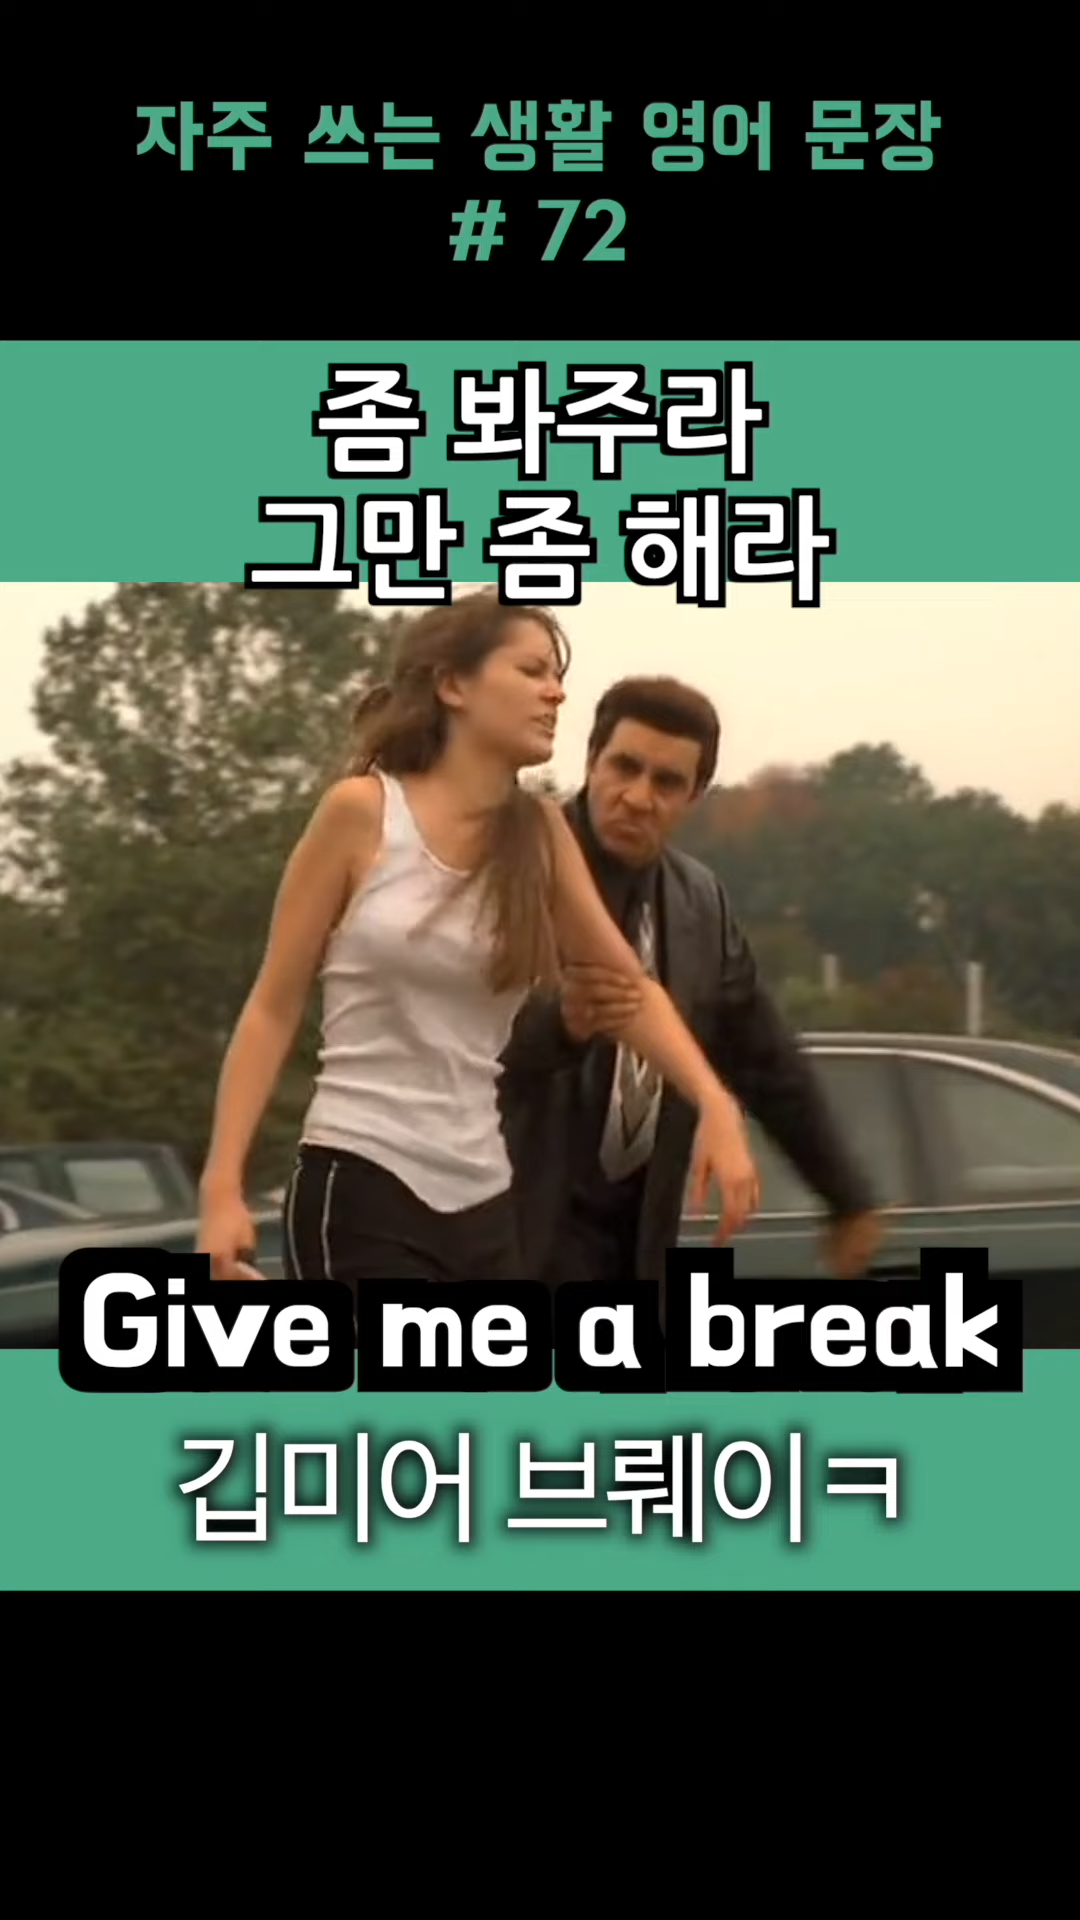 자주 쓰는 생활 영어 문장
# 72
좀 봐주라
그만 좀 해라
Give me a break
깁미어 브뤠이ㅋ